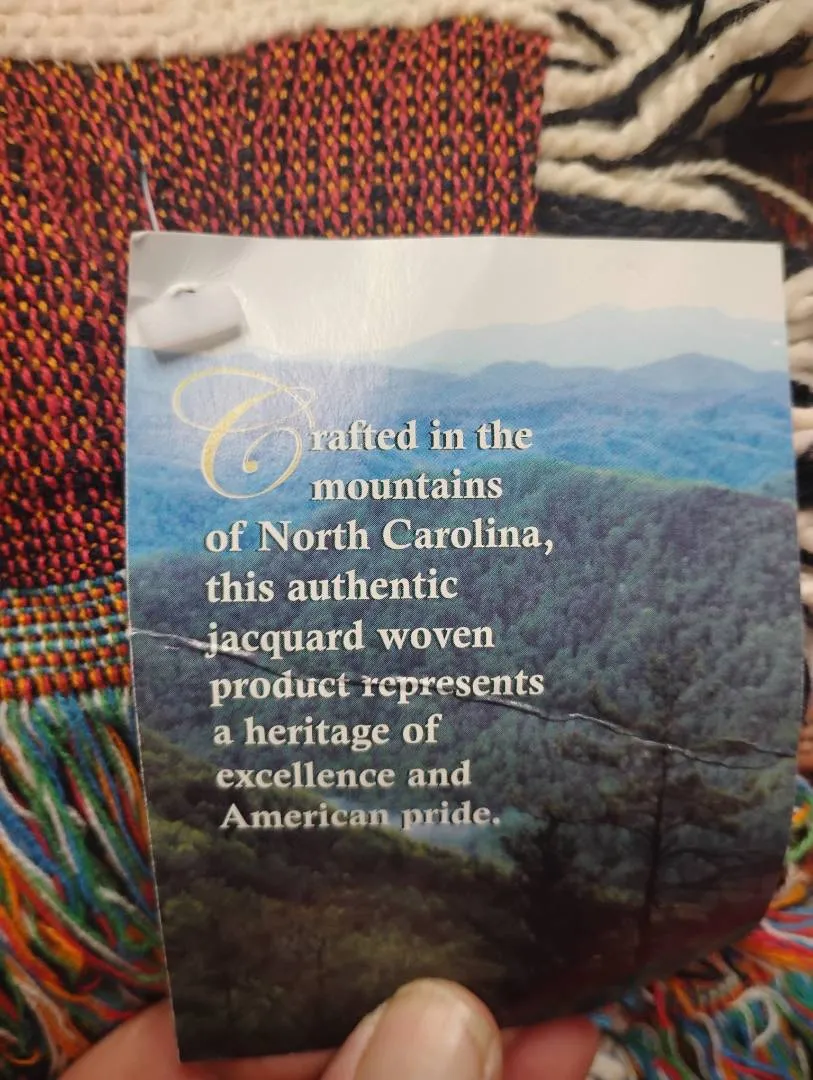 Crafted in the
mountains
of North Carolina,
this authentic
jacquard woven
product represents
a heritage of
excellence and
American pride.